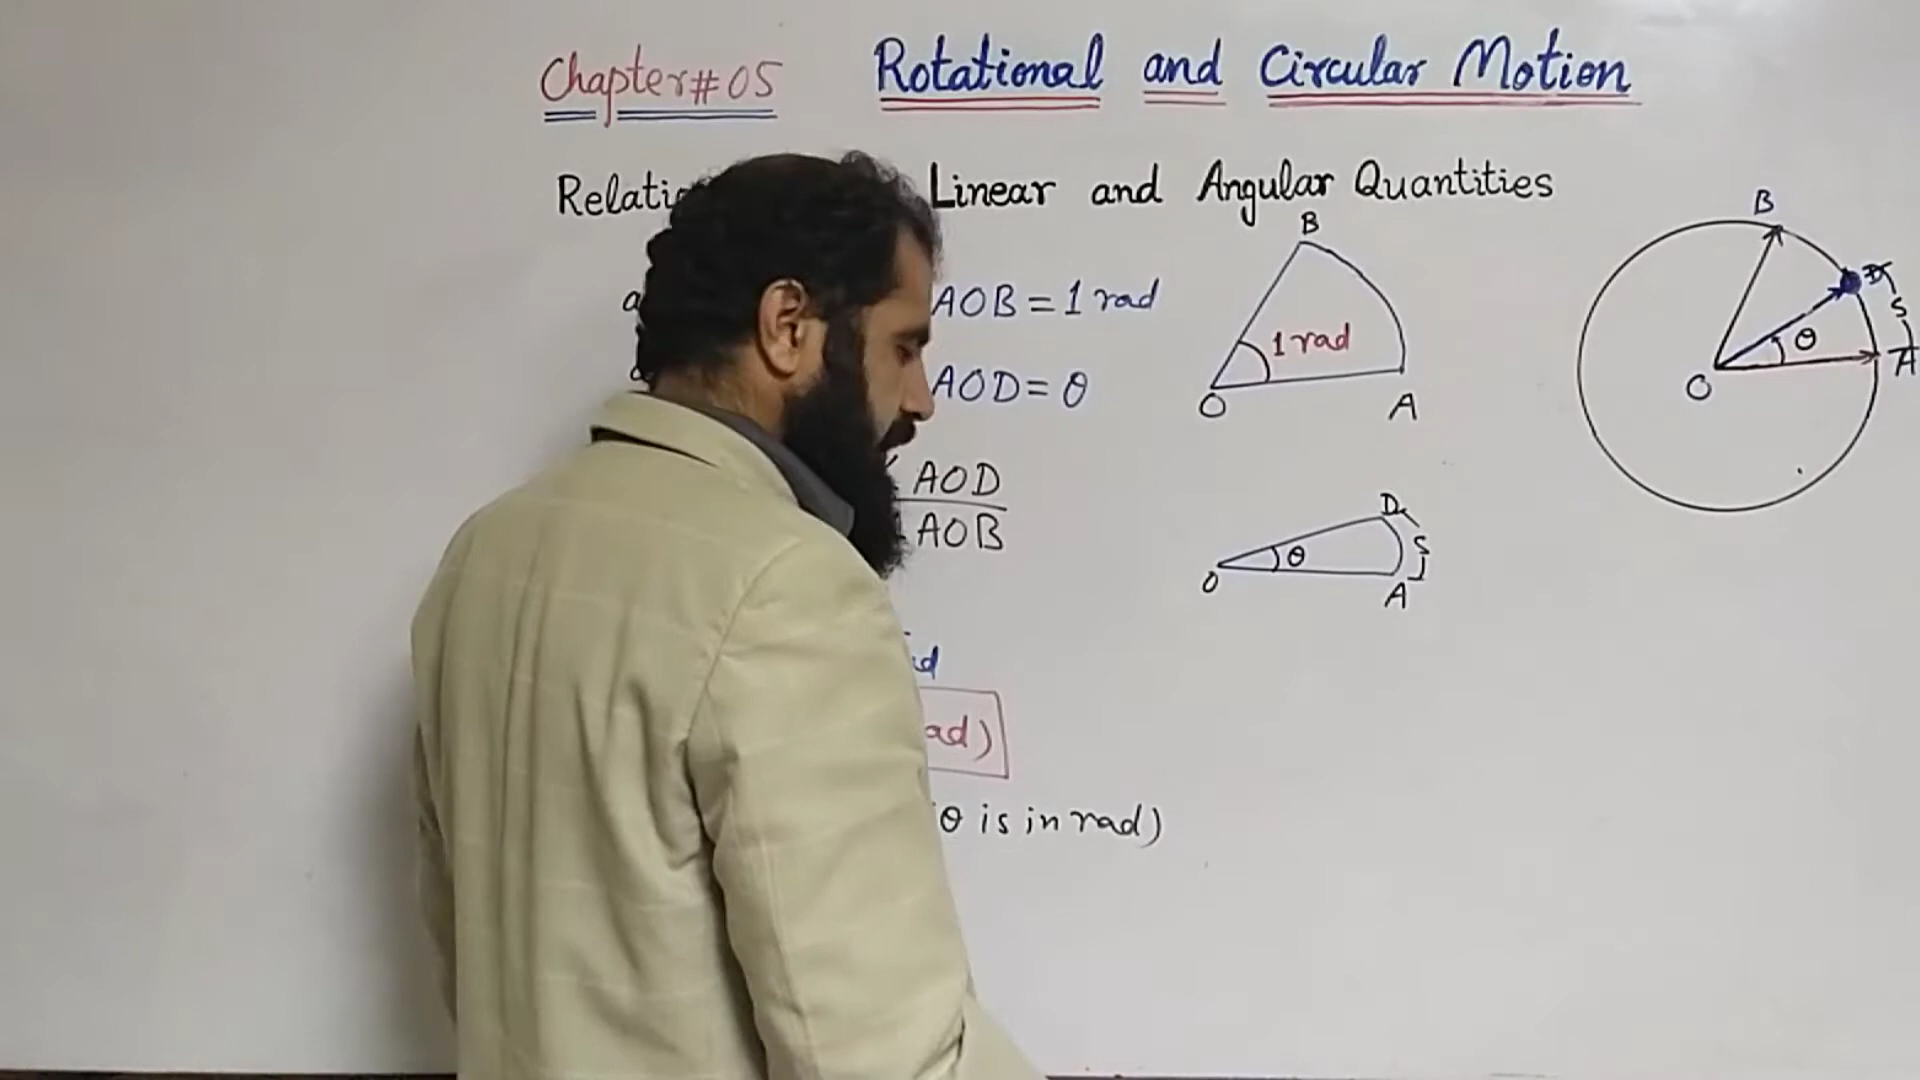 Chapter#05 Rotational and Circular Motion
Linear and Angular Quantities
AOB = 1 rad
AOD = θ
AOD
AOB
ad)
θ is in rad)
B
1 rad
O
A
D
S
θ
O
A
B
D
S
θ
A
O